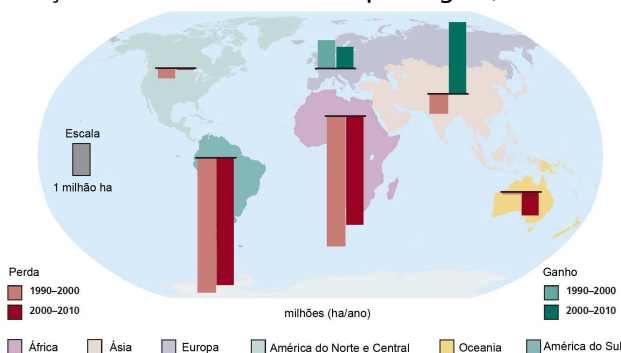 Escala
1 milhão ha
Perda
1990–2000
2000–2010
Ganho
1990–2000
2000–2010
milhões (ha/ano)
África
Ásia
Europa
América do Norte e Central
Oceania
América do Sul